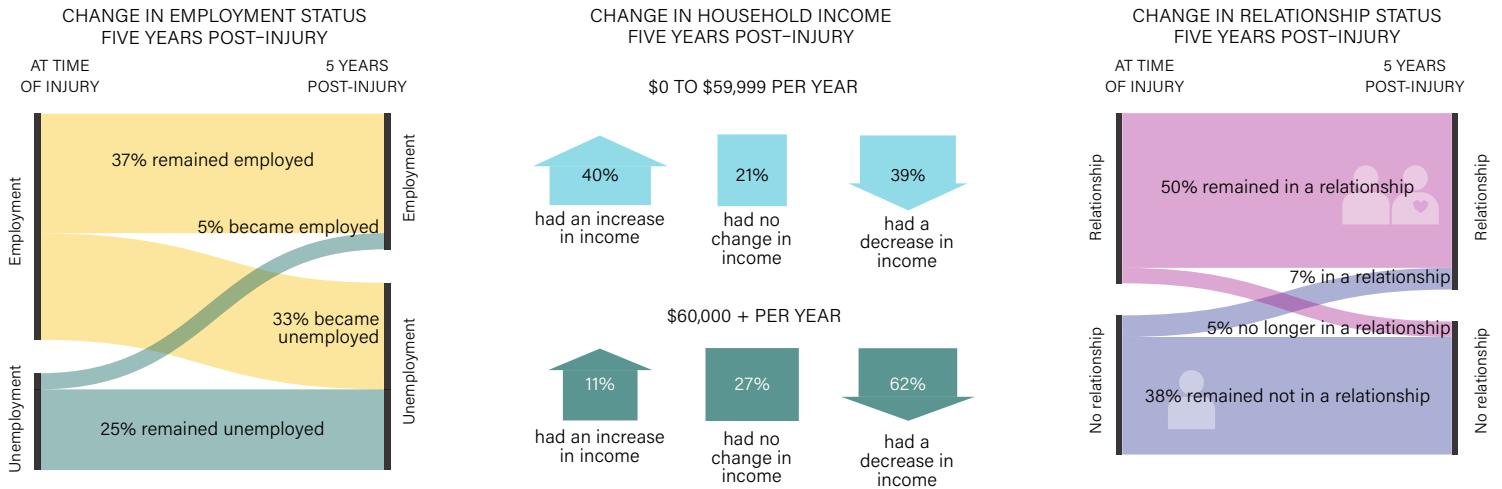 CHANGE IN EMPLOYMENT STATUS
FIVE YEARS POST-INJURY
AT TIME
OF INJURY
5 YEARS
POST-INJURY
Employment
Unemployment
37% remained employed
5% became employed
33% became
unemployed
25% remained unemployed
Employment
Unemployment
CHANGE IN HOUSEHOLD INCOME
FIVE YEARS POST-INJURY
$0 TO $59,999 PER YEAR
40%
had an increase
in income
21%
had no
change in
income
39%
had a
decrease in
income
$60,000 + PER YEAR
11%
had an increase
in income
27%
had no
change in
income
62%
had a
decrease in
income
CHANGE IN RELATIONSHIP STATUS
FIVE YEARS POST-INJURY
AT TIME
OF INJURY
5 YEARS
POST-INJURY
Relationship
No relationship
50% remained in a relationship
7% in a relationship
5% no longer in a relationship
38% remained not in a relationship
Relationship
No relationship